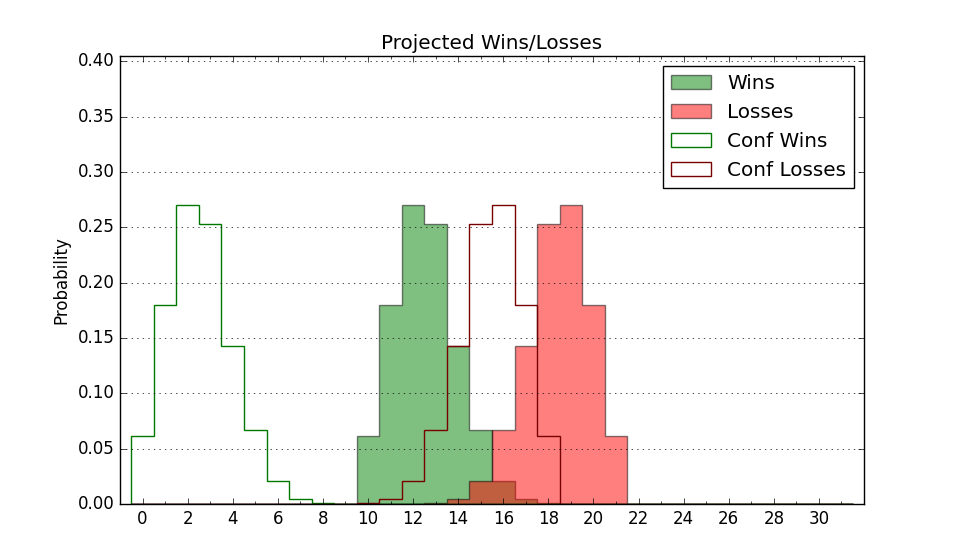 Projected Wins/Losses
0.40
0.35
0.30
0.25
0.20
0.15
0.10
0.05
0.00
Probability
Wins
Losses
Conf Wins
Conf Losses
0 2 4 6 8 10 12 14 16 18 20 22 24 26 28 30